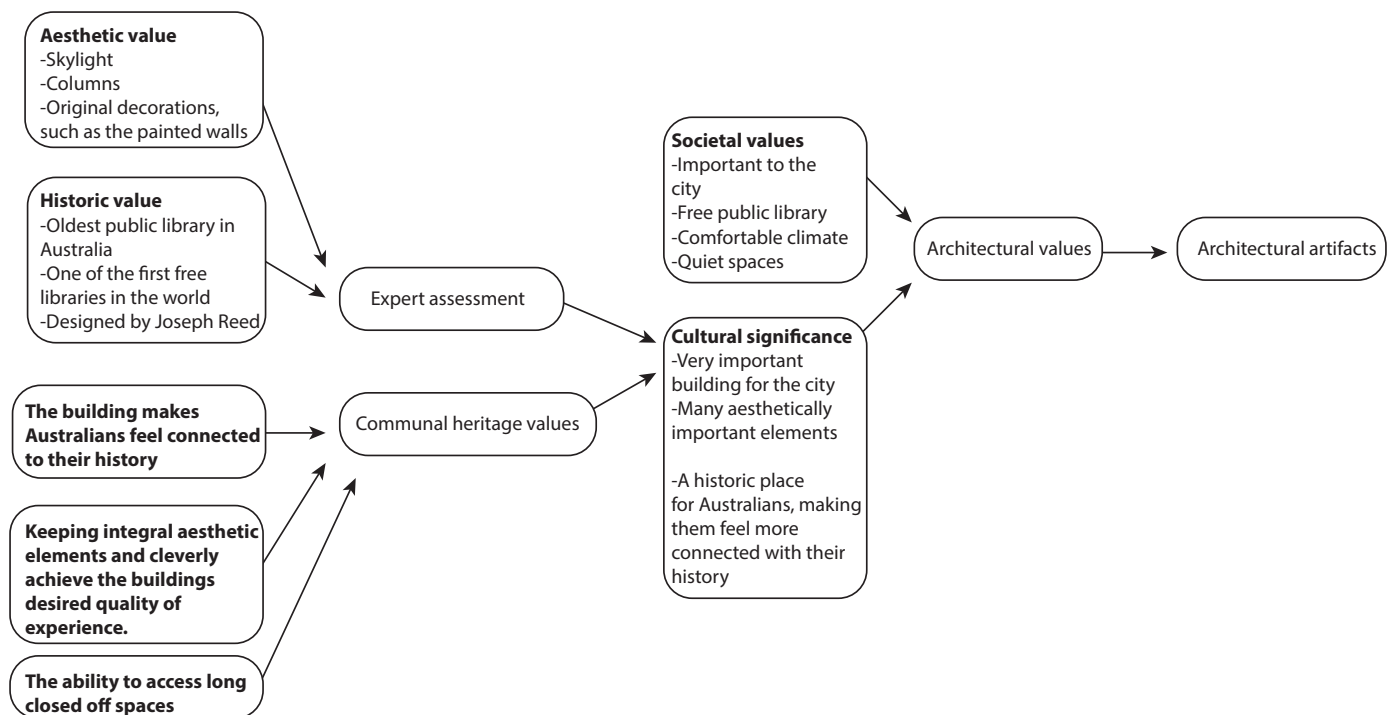 Aesthetic value
-Skylight
-Columns
-Original decorations,
such as the painted walls
Historic value
-Oldest public library in
Australia
-One of the first free
libraries in the world
-Designed by Joseph Reed
The building makes
Australians feel connected
to their history
Keeping integral aesthetic
elements and cleverly
achieve the buildings
desired quality of
experience.
The ability to access long
closed off spaces
Expert assessment
Communal heritage values
Societal values
-Important to the
city
-Free public library
-Comfortable climate
-Quiet spaces
Cultural significance
-Very important
building for the city
-Many aesthetically
important elements
-A historic place
for Australians, making
them feel more
connected with their
history
Architectural values
Architectural artifacts